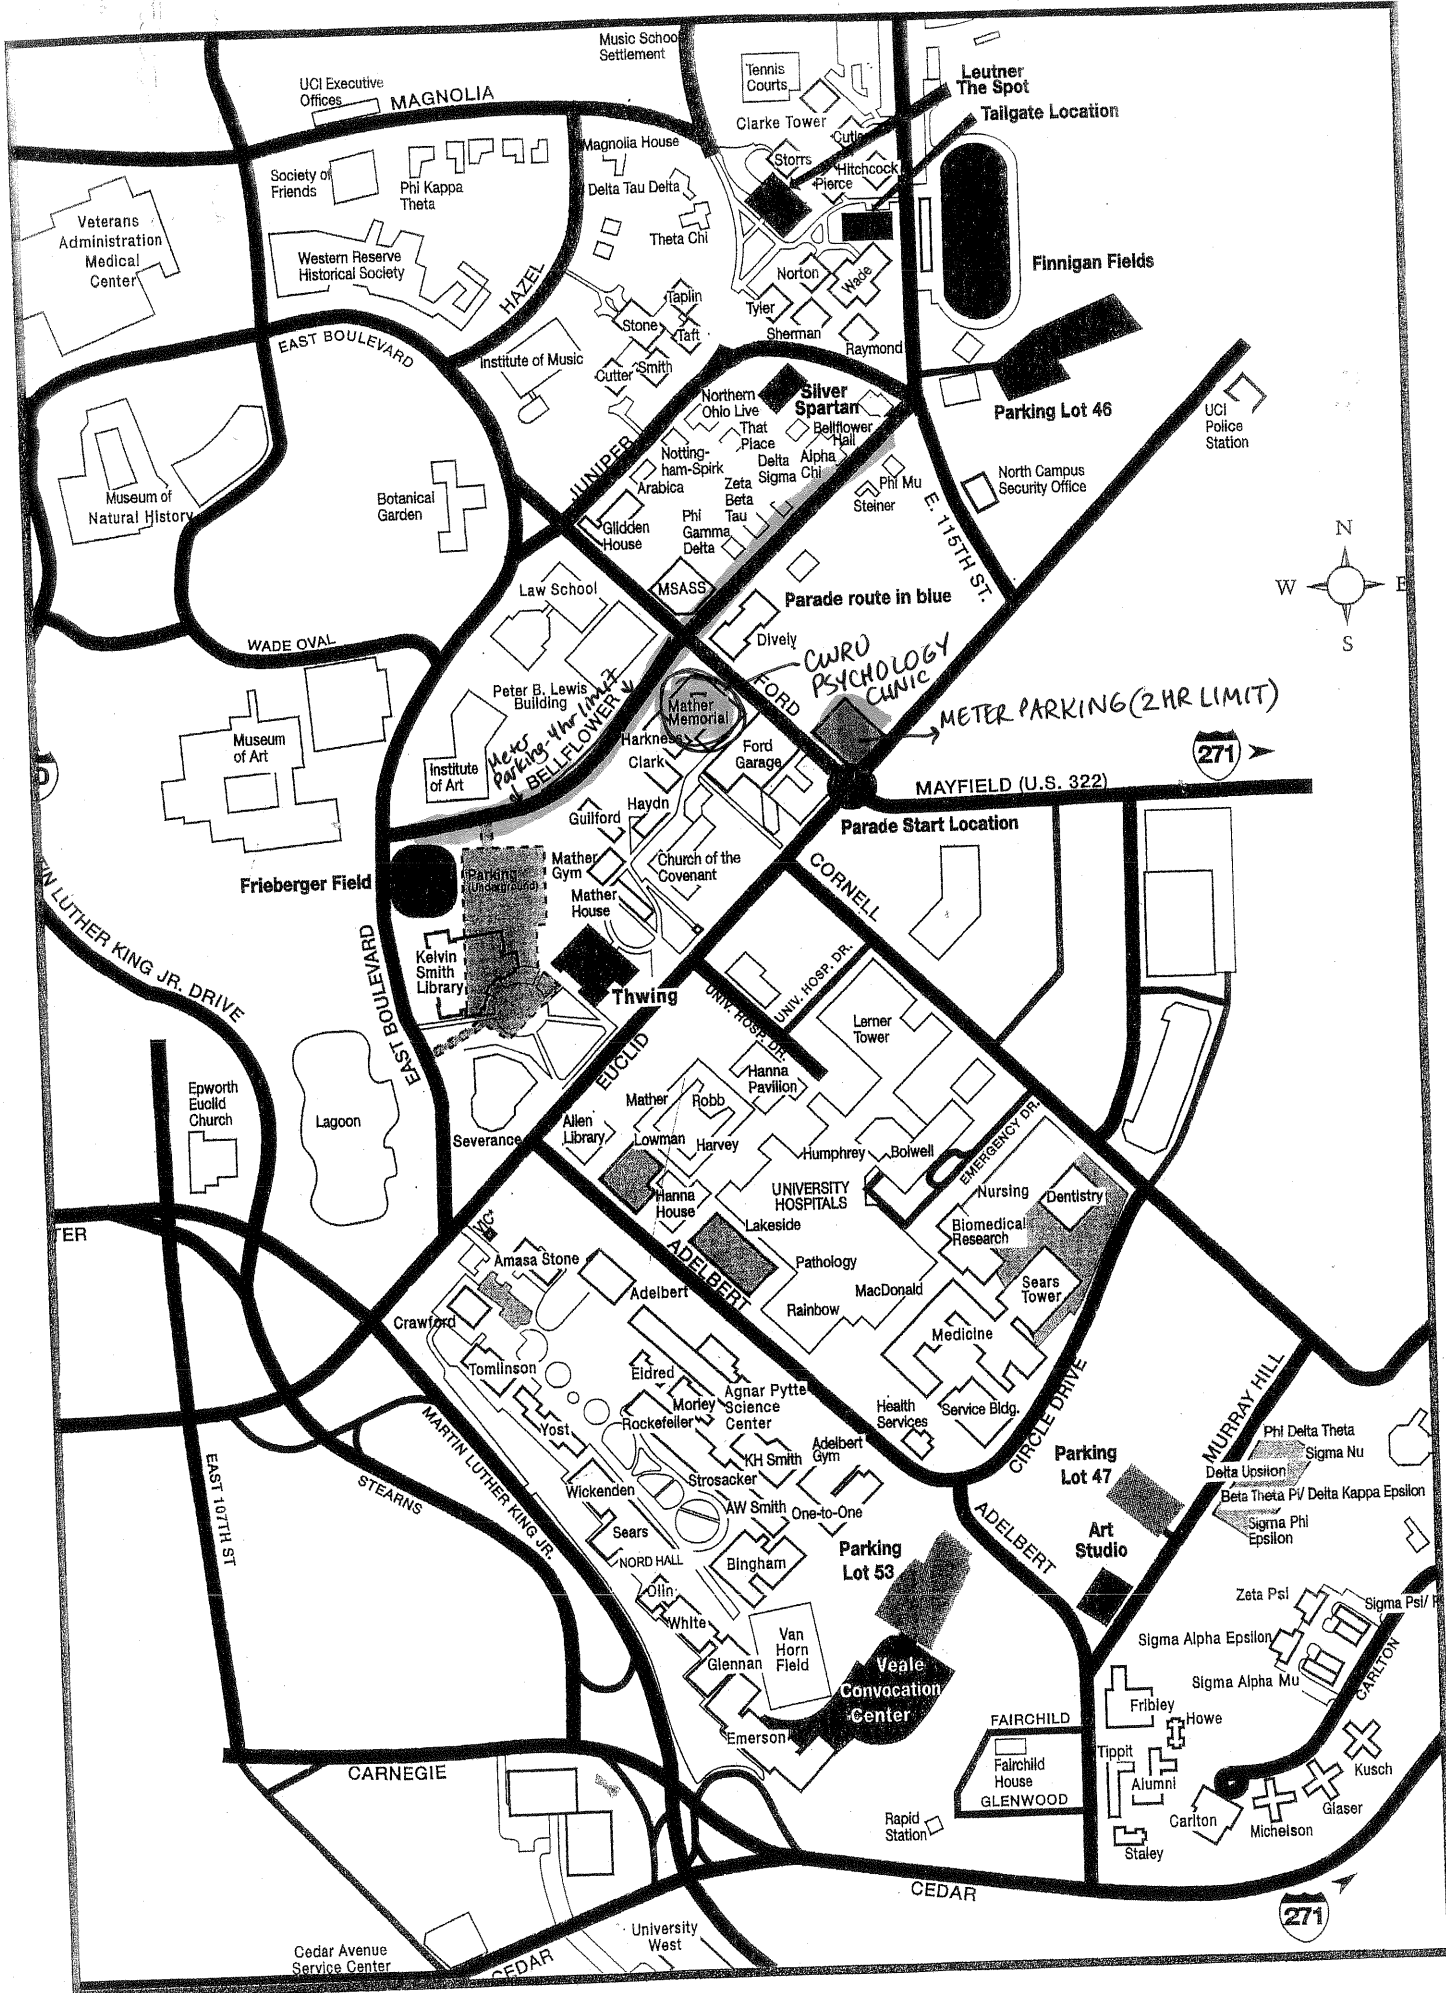 Music School
Settlement
UCI Executive
Offices
MAGNOLIA
Tennis
Courts
Leutner
The Spot
Tailgate Location
Clarke Tower
Magnolia House
Storrs
Hitchcock
Pierce
Society of
Friends
Phi Kappa
Theta
Delta Tau Delta
Theta Chi
Veterans
Administration
Medical
Center
Western Reserve
Historical Society
HAZEL
Norton
Wade
Finnigan Fields
Taplin
Tyler
Stone
Taft
Sherman
Raymond
EAST BOULEVARD
Institute of Music
Cutter
Smith
Northern
Ohio Live
Silver
Spartan
That
Place
Bellflower
Hall
Parking Lot 46
UCI
Police
Station
JUNIPER
Notting-
ham-Spirk
Delta
Sigma
Alpha
Chi
Arabica
Zeta
Beta
Tau
Phi Mu
Steiner
North Campus
Security Office
Museum of
Natural History
Botanical
Garden
Glidden
House
Phi
Gamma
Delta
E. 115TH ST.
N
W
E
S
Law School
MSASS
Parade route in blue
Dively
WADE OVAL
CWRU
PSYCHOLOGY
CLINIC
Peter B. Lewis
Building
Meter
Parking-4hr limit
BELLFLOWER
Mather
Memorial
FORD
METER PARKING (2HR LIMIT)
Museum
of Art
Institute
of Art
Harkness
Clark
Ford
Garage
271
MAYFIELD (U.S. 322)
Parade Start Location
Guilford
Haydn
Frieberger Field
Parking
(Underground)
Mather
Gym
Mather
House
Church of the
Covenant
CORNELL
LUTHER KING JR. DRIVE
EAST BOULEVARD
Kelvin
Smith
Library
Thwing
UNIV. HOSP. DR.
UNIV. HOSP. DR.
Lerner
Tower
EUCLID
Epworth
Euclid
Church
Lagoon
Severance
Allen
Library
Mather
Robb
Hanna
Pavilion
Lowman
Harvey
Humphrey
Bolwell
EMERGENCY DR.
UNIVERSITY
HOSPITALS
Nursing
Dentistry
Hanna
House
Lakeside
Biomedical
Research
TER
VIC*
Amasa Stone
Adelbert
ADELBERT
Pathology
MacDonald
Rainbow
Sears
Tower
Crawford
Medicine
Tomlinson
Eldred
Morley
Agnar Pytte
Science
Center
Rockefeller
Yost
Health
Services
Service Bldg.
CIRCLE DRIVE
MURRAY HILL
MARTIN LUTHER KING JR.
STEARNS
EAST 107TH ST
KH Smith
Adelbert
Gym
Strosacker
Wickenden
AW Smith
One-to-One
Parking
Lot 47
Phi Delta Theta
Sigma Nu
Delta Upsilon
Beta Theta Pi/ Delta Kappa Epsilon
Sigma Phi
Epsilon
Sears
NORD HALL
Bingham
Parking
Lot 53
ADELBERT
Art
Studio
Olin
White
Glennan
Van
Horn
Field
Veale
Convocation
Center
Emerson
Zeta Psi
Sigma Psi/
Sigma Alpha Epsilon
Sigma Alpha Mu
CARLTON
Fribley
Howe
FAIRCHILD
Fairchild
House
GLENWOOD
Tippit
Alumni
Kusch
Glaser
Carlton
Michelson
Staley
CARNEGIE
Rapid
Station
CEDAR
271
Cedar Avenue
Service Center
CEDAR
University
West